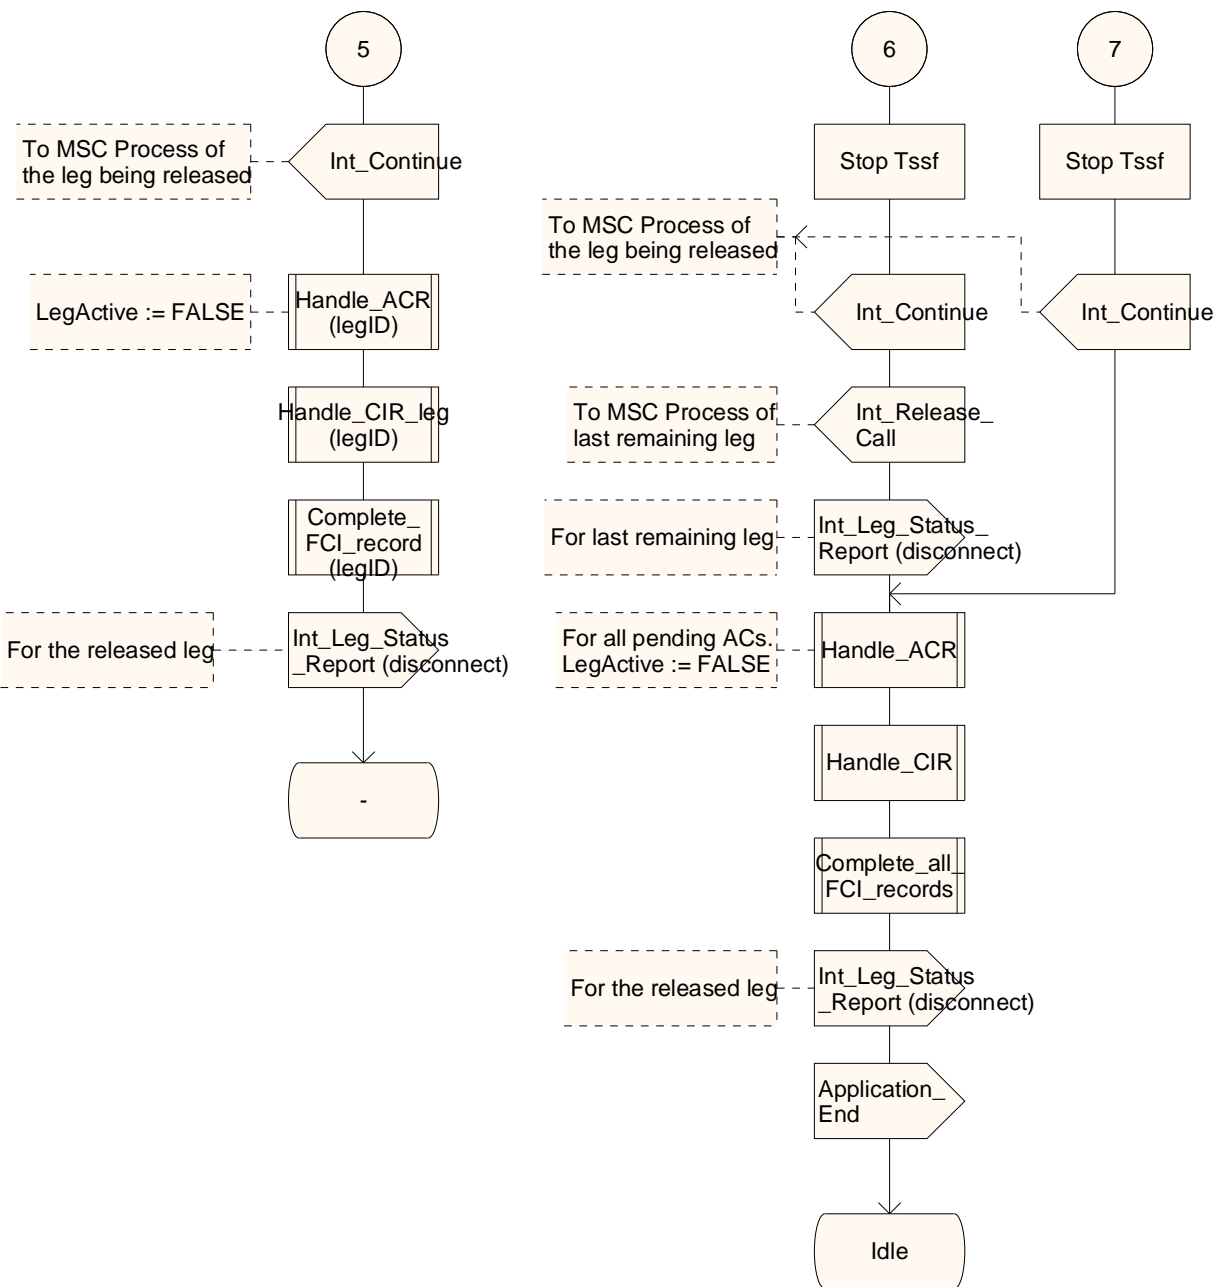 5
To MSC Process of
the leg being released
Int_Continue
LegActive := FALSE
Handle_ACR
(legID)
Handle_CIR_leg
(legID)
Complete_
FCI_record
(legID)
For the released leg
Int_Leg_Status
_Report (disconnect)
-
6
Stop Tssf
To MSC Process of
the leg being released
Int_Continue
To MSC Process of
last remaining leg
Int_Release_
Call
For last remaining leg
Int_Leg_Status_
Report (disconnect)
For all pending ACs.
LegActive := FALSE
Handle_ACR
Handle_CIR
Complete_all_
FCI_records
For the released leg
Int_Leg_Status
_Report (disconnect)
Application_
End
Idle
7
Stop Tssf
Int_Continue